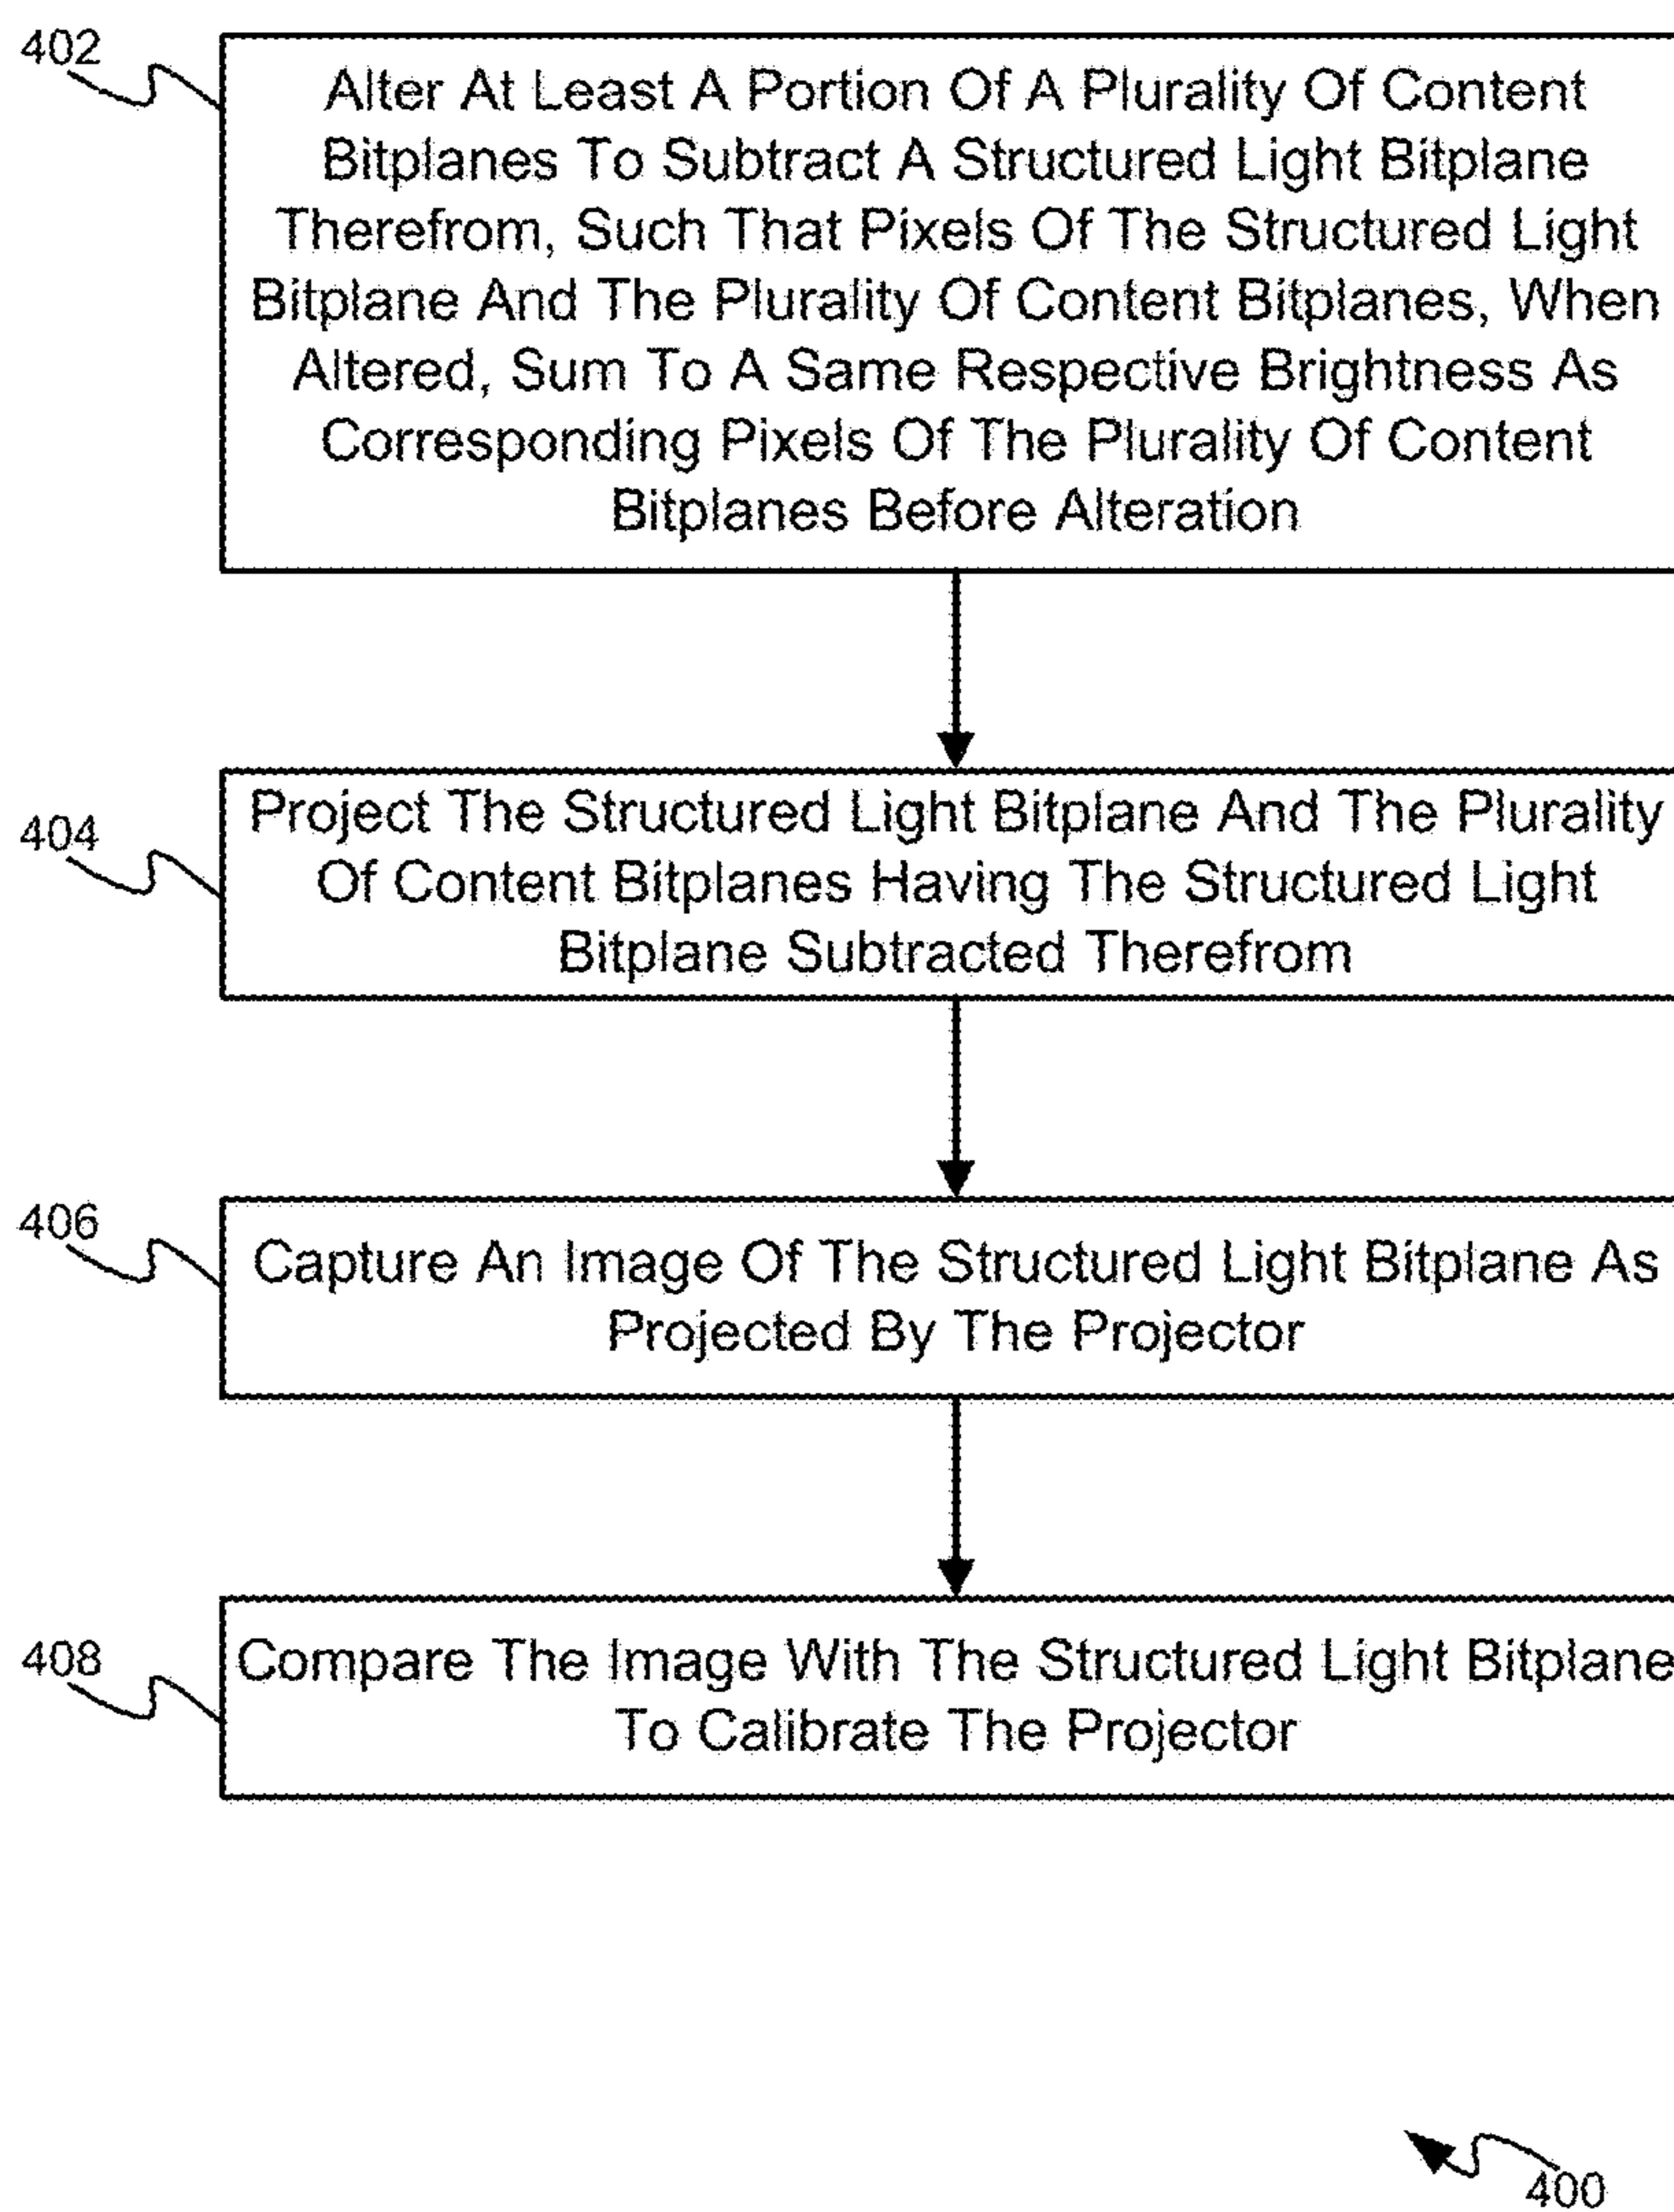 402
Alter At Least A Portion Of A Plurality Of Content
Bitplanes To Subtract A Structured Light Bitplane
Therefrom, Such That Pixels Of The Structured Light
Bitplane And The Plurality Of Content Bitplanes, When
Altered, Sum To A Same Respective Brightness As
Corresponding Pixels Of The Plurality Of Content
Bitplanes Before Alteration
404
Project The Structured Light Bitplane And The Plurality
Of Content Bitplanes Having The Structured Light
Bitplane Subtracted Therefrom
406
Capture An Image Of The Structured Light Bitplane As
Projected By The Projector
408
Compare The Image With The Structured Light Bitplane
To Calibrate The Projector
400